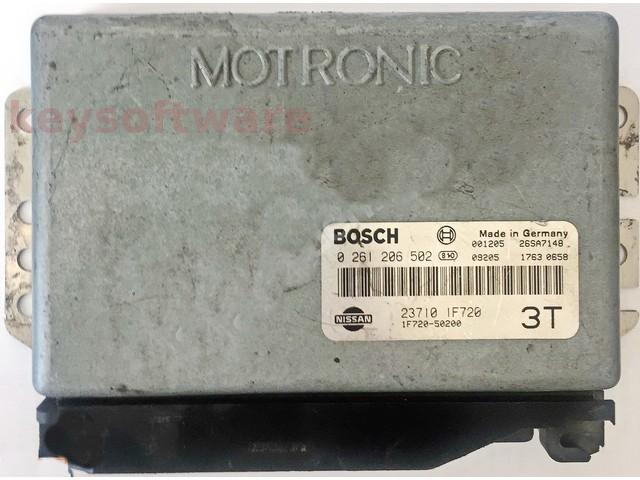 MOTRONIC
keysoftware
BOSCH
Made in Germany
0 261 206 502
001205 26SA7148
09205 1763 0658
NISSAN
23710 1F720
1F720-50200
3T